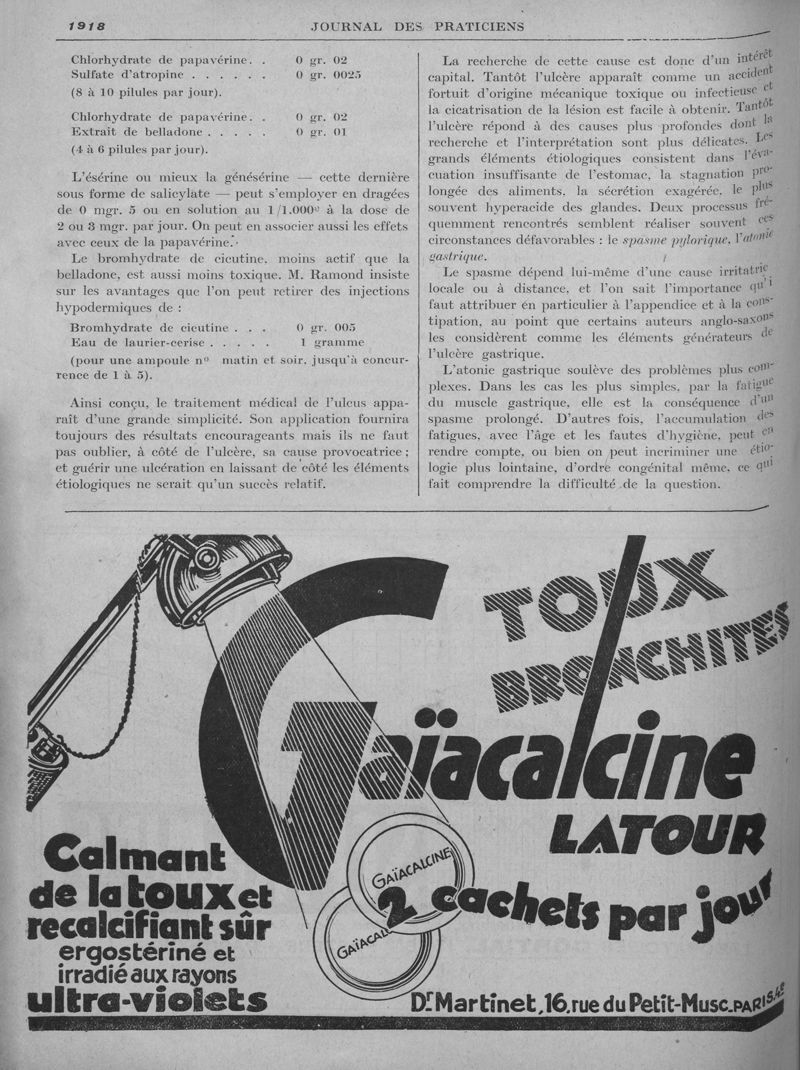 1918
JOURNAL DES PRATICIENS
Chlorhydrate de papavérine . . 0 gr. 02
Sulfate d'atropine . . . . . . 0 gr. 0025
(8 à 10 pilules par jour).
Chlorhydrate de papavérine . . 0 gr. 02
Extrait de belladone . . . . . 0 gr. 01
(4 à 6 pilules par jour).
L'ésérine ou mieux la génésérine — cette dernière
sous forme de salicylate — peut s'employer en dragées
de 0 mgr. 5 ou en solution au 1/1.000e à la dose de
2 ou 3 mgr. par jour. On peut en associer aussi les effets
avec ceux de la papavérine.
Le bromhydrate de cicutine, moins actif que la
belladone, est aussi moins toxique. M. Ramond insiste
sur les avantages que l'on peut retirer des injections
hypodermiques de :
Bromhydrate de cicutine . . . 0 gr. 005
Eau de laurier-cerise . . . . . 1 gramme
(pour une ampoule no matin et soir, jusqu'à concur-
rence de 1 à 5).
Ainsi conçu, le traitement médical de l'ulcus appa-
raît d'une grande simplicité. Son application fournira
toujours des résultats encourageants mais ils ne faut
pas oublier, à côté de l'ulcère, sa cause provocatrice ;
et guérir une ulcération en laissant de côté les éléments
étiologiques ne serait qu'un succès relatif.
La recherche de cette cause est donc d'un intérêt
capital. Tantôt l'ulcère apparaît comme un accident
fortuit d'origine mécanique toxique ou infectieuse et
la cicatrisation de la lésion est facile à obtenir. Tantôt
l'ulcère répond à des causes plus profondes dont la
recherche et l'interprétation sont plus délicates. Les
grands éléments étiologiques consistent dans l'éva-
cuation insuffisante de l'estomac, la stagnation pro-
longée des aliments, la sécrétion exagérée, le plus
souvent hyperacide des glandes. Deux processus fré-
quemment rencontrés semblent réaliser souvent ces
circonstances défavorables : le spasme pylorique, l'atonie
gastrique.
Le spasme dépend lui-même d'une cause irritatric
locale ou à distance, et l'on sait l'importance qu'i
faut attribuer en particulier à l'appendice et à la cons-
tipation, au point que certains auteurs anglo-saxons
les considèrent comme les éléments générateurs de
l'ulcère gastrique.
L'atonie gastrique soulève des problèmes plus com-
plexes. Dans les cas les plus simples, par la fatigue
du muscle gastrique, elle est la conséquence d'un
spasme prolongé. D'autres fois, l'accumulation des
fatigues, avec l'âge et les fautes d'hygiène, peut en
rendre compte, ou bien on peut incriminer une étio-
logie plus lointaine, d'ordre congénital même, ce qui
fait comprendre la difficulté de la question.
TOUX
BRONCHITES
Gaïacalcine
LATOUR
Calmant
de la toux et
recalcifiant sûr
ergostériné et
irradié aux rayons
ultra-violets
GAÏACALCINE
GAÏACAL
2 cachets par jour
Dr Martinet, 16, rue du Petit-Musc. PARIS. 4e